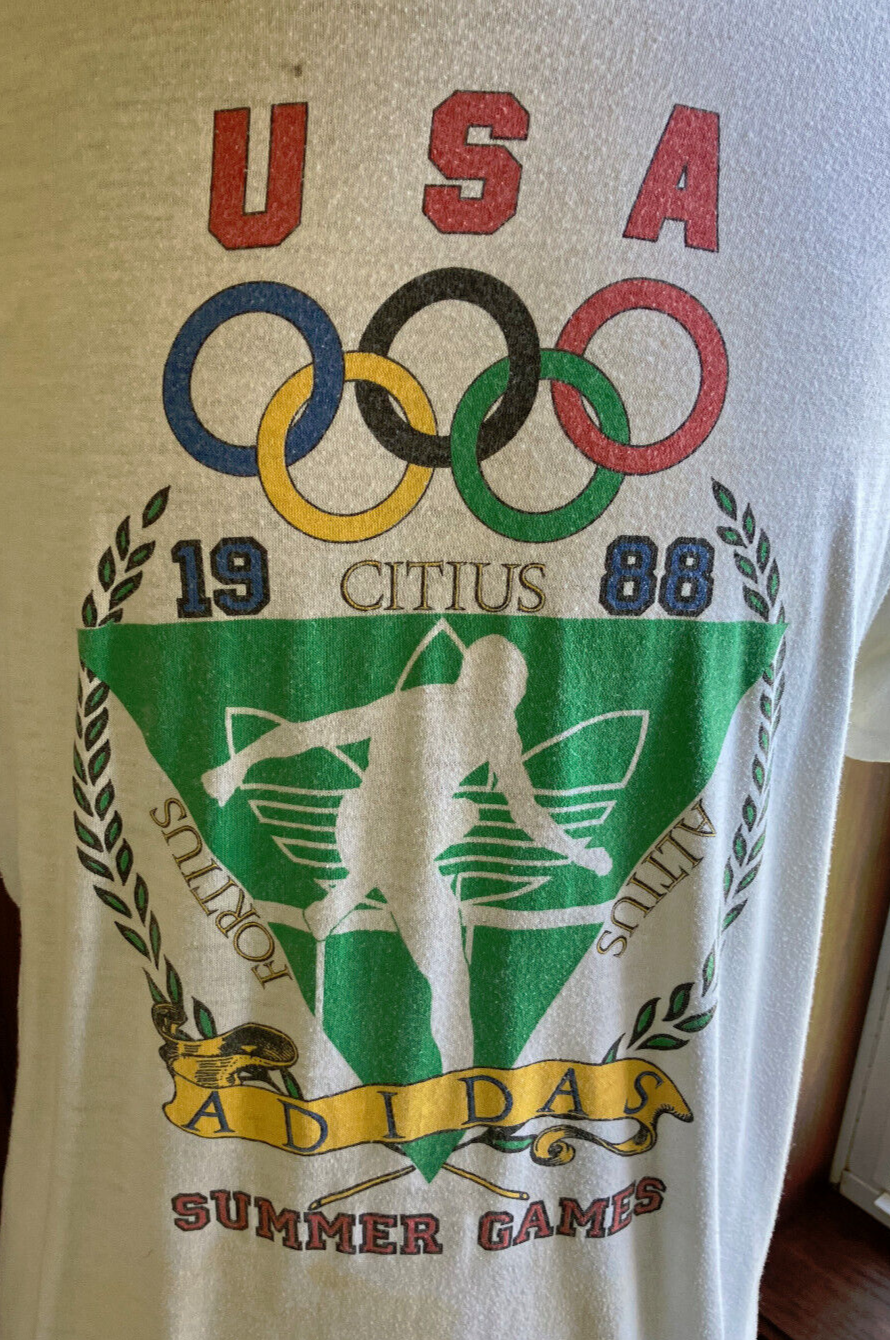 USA
19 CITIUS 88
FORTIUS
ALTIUS
ADIDAS
SUMMER GAMES